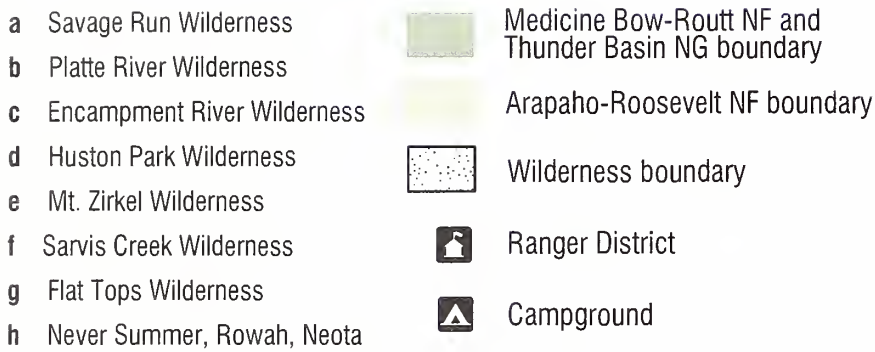 a Savage Run Wilderness
b Platte River Wilderness
c Encampment River Wilderness
d Huston Park Wilderness
e Mt. Zirkel Wilderness
f Sarvis Creek Wilderness
g Flat Tops Wilderness
h Never Summer, Rowah, Neota
Medicine Bow-Routt NF and
Thunder Basin NG boundary
Arapaho-Roosevelt NF boundary
Wilderness boundary
Ranger District
Campground